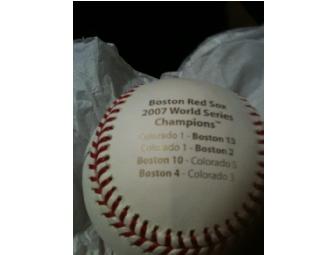 Boston Red Sox
2007 World Series
Champions™
Colorado 1 - Boston 13
Colorado 1 - Boston 2
Boston 10 - Colorado 5
Boston 4 - Colorado 3